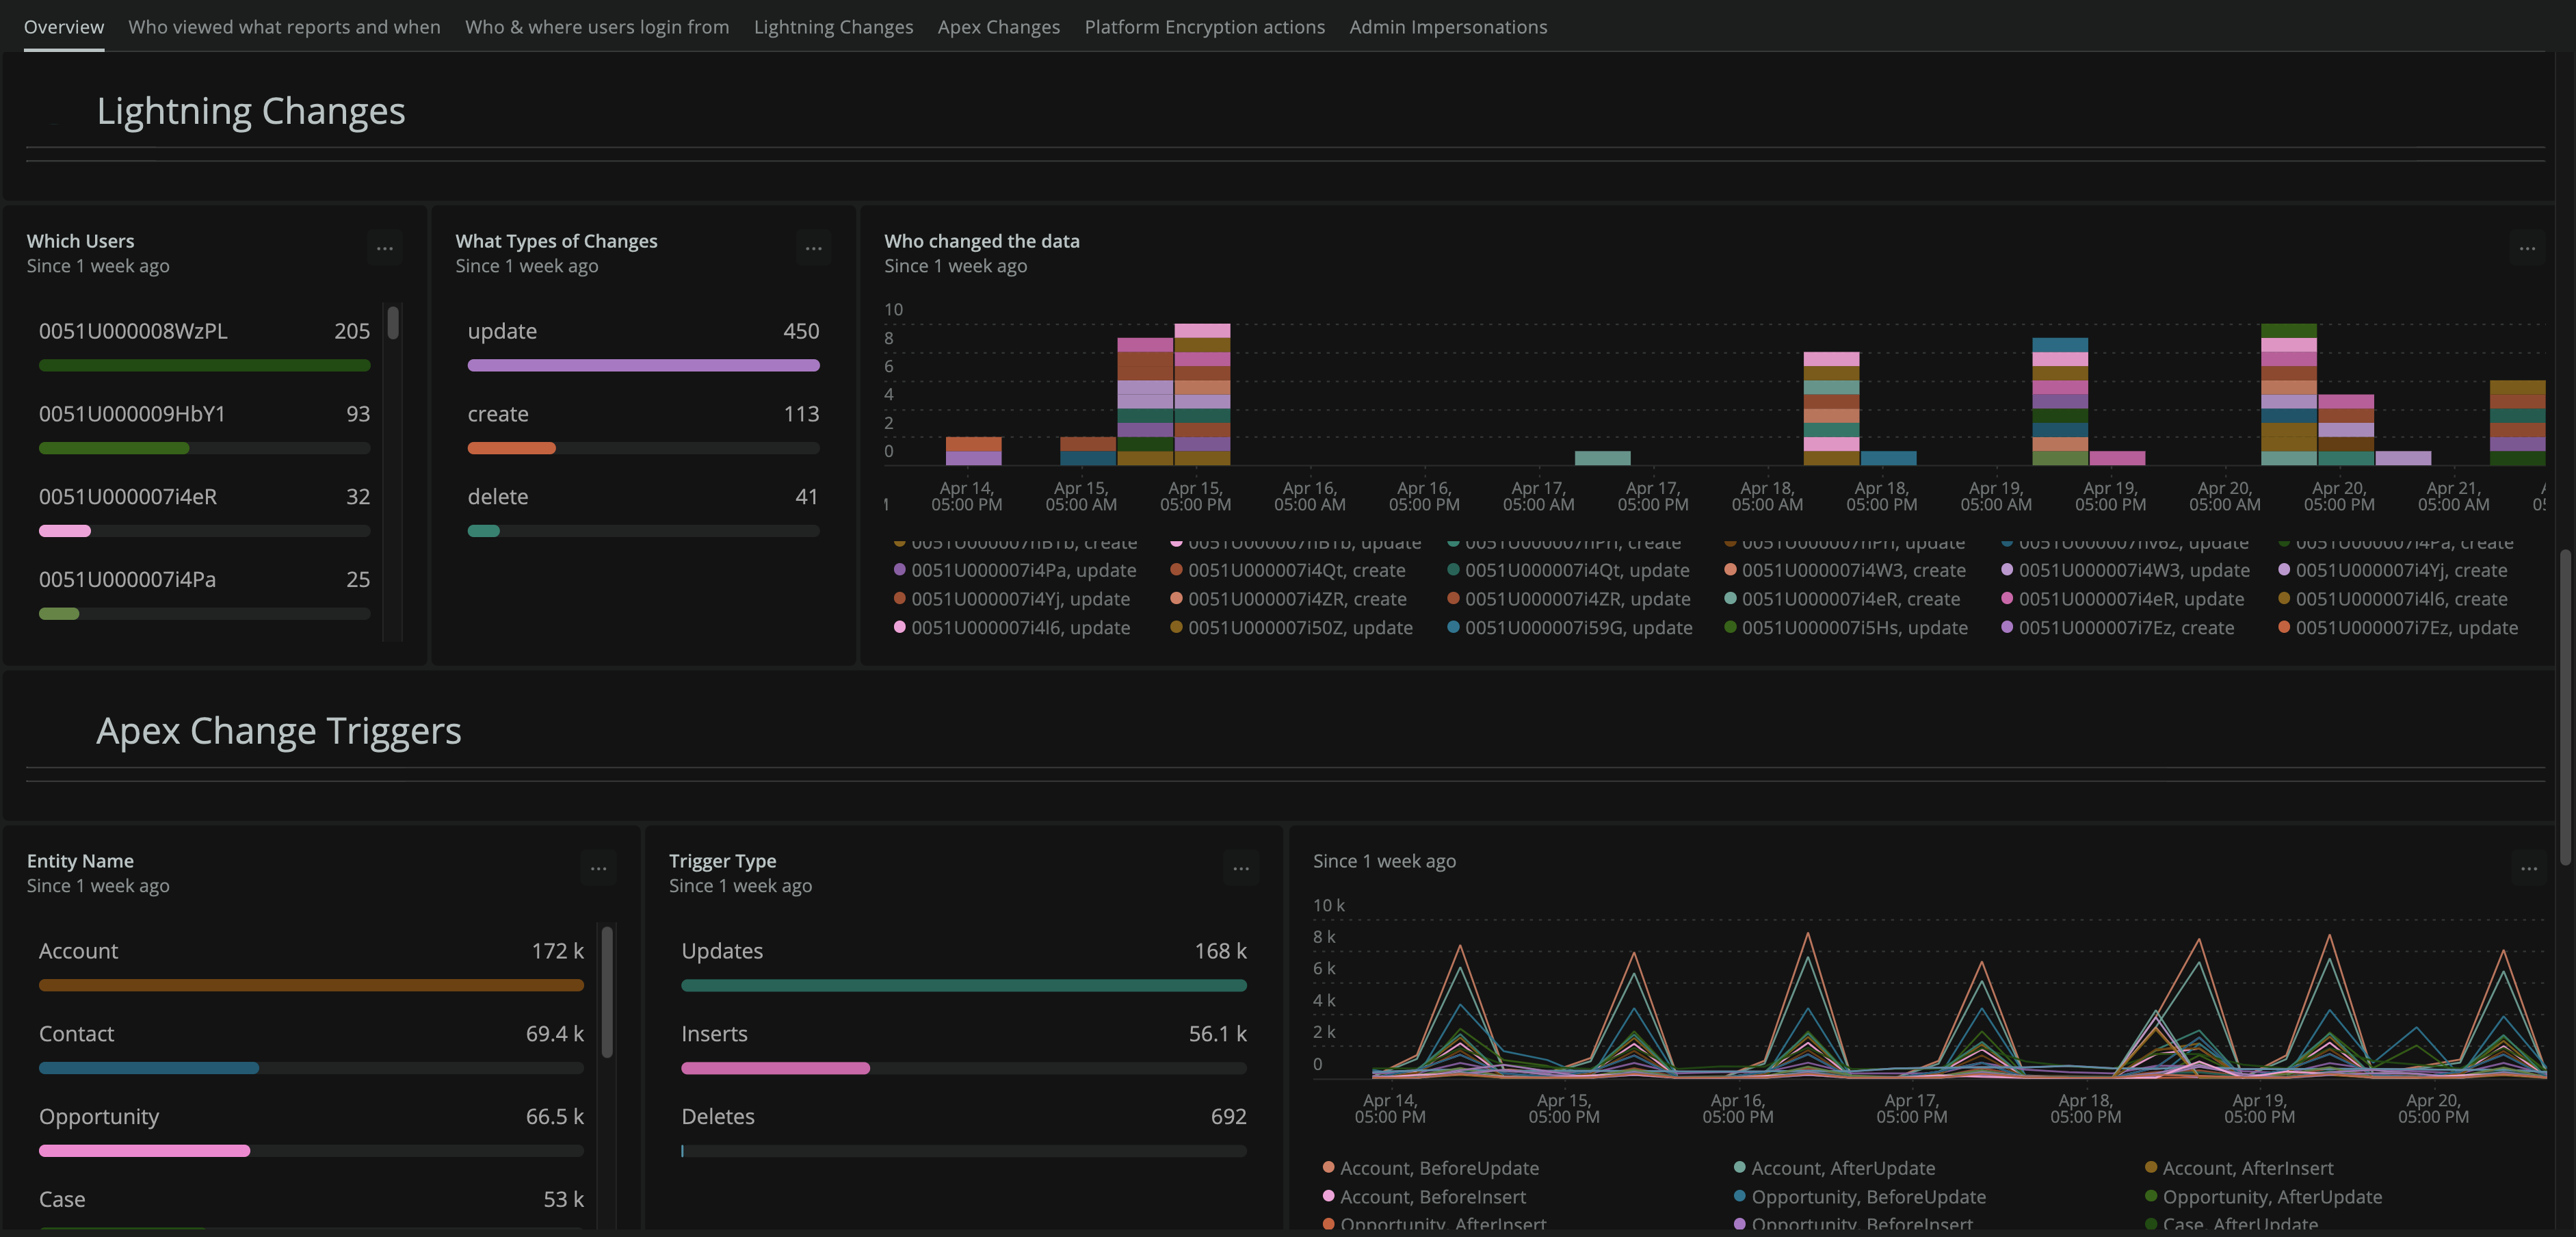 Overview Who viewed what reports and when Who & where users login from Lightning Changes Apex Changes Platform Encryption actions Admin Impersonations
Lightning Changes
Which Users
Since 1 week ago
0051U000008WzPL 205
0051U000009HbY1 93
0051U000007i4eR 32
0051U000007i4Pa 25
What Types of Changes
Since 1 week ago
update 450
create 113
delete 41
Who changed the data
Since 1 week ago
10
8
6
4
2
0
Apr 14, 05:00 PM
Apr 15, 05:00 AM
Apr 15, 05:00 PM
Apr 16, 05:00 AM
Apr 16, 05:00 PM
Apr 17, 05:00 AM
Apr 17, 05:00 PM
Apr 18, 05:00 AM
Apr 18, 05:00 PM
Apr 19, 05:00 AM
Apr 19, 05:00 PM
Apr 20, 05:00 AM
Apr 20, 05:00 PM
Apr 21, 05:00 AM
0051U000007i4Pa, update 0051U000007i4Qt, create 0051U000007i4Qt, update 0051U000007i4W3, create 0051U000007i4W3, update 0051U000007i4Yj, create
0051U000007i4Yj, update 0051U000007i4ZR, create 0051U000007i4ZR, update 0051U000007i4eR, create 0051U000007i4eR, update 0051U000007i4l6, create
0051U000007i4l6, update 0051U000007i50Z, update 0051U000007i59G, update 0051U000007i5Hs, update 0051U000007i7Ez, create 0051U000007i7Ez, update
Apex Change Triggers
Entity Name
Since 1 week ago
Account 172 k
Contact 69.4 k
Opportunity 66.5 k
Case 53 k
Trigger Type
Since 1 week ago
Updates 168 k
Inserts 56.1 k
Deletes 692
Since 1 week ago
10 k
8 k
6 k
4 k
2 k
0
Apr 14, 05:00 PM
Apr 15, 05:00 PM
Apr 16, 05:00 PM
Apr 17, 05:00 PM
Apr 18, 05:00 PM
Apr 19, 05:00 PM
Apr 20, 05:00 PM
Account, BeforeUpdate Account, AfterUpdate Account, AfterInsert
Account, BeforeInsert Opportunity, BeforeUpdate Opportunity, AfterUpdate
Opportunity, AfterInsert Opportunity, BeforeInsert Case, AfterUpdate